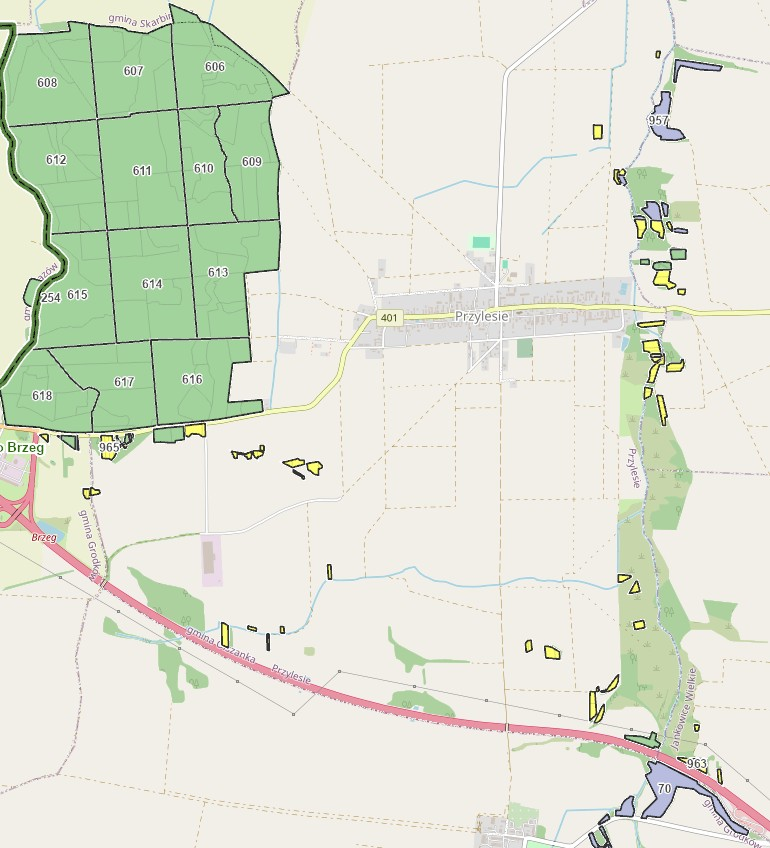 gmina Skarbim
608
607
606
957
612
611
610
609
613
614
254
615
401
Przylesie
618
617
616
965
o Brzeg
Przylesie
gmina Grodków
Brzeg
gmina Olszanka
Przylesie
Jankowice Wielkie
963
70
gmina Grodków